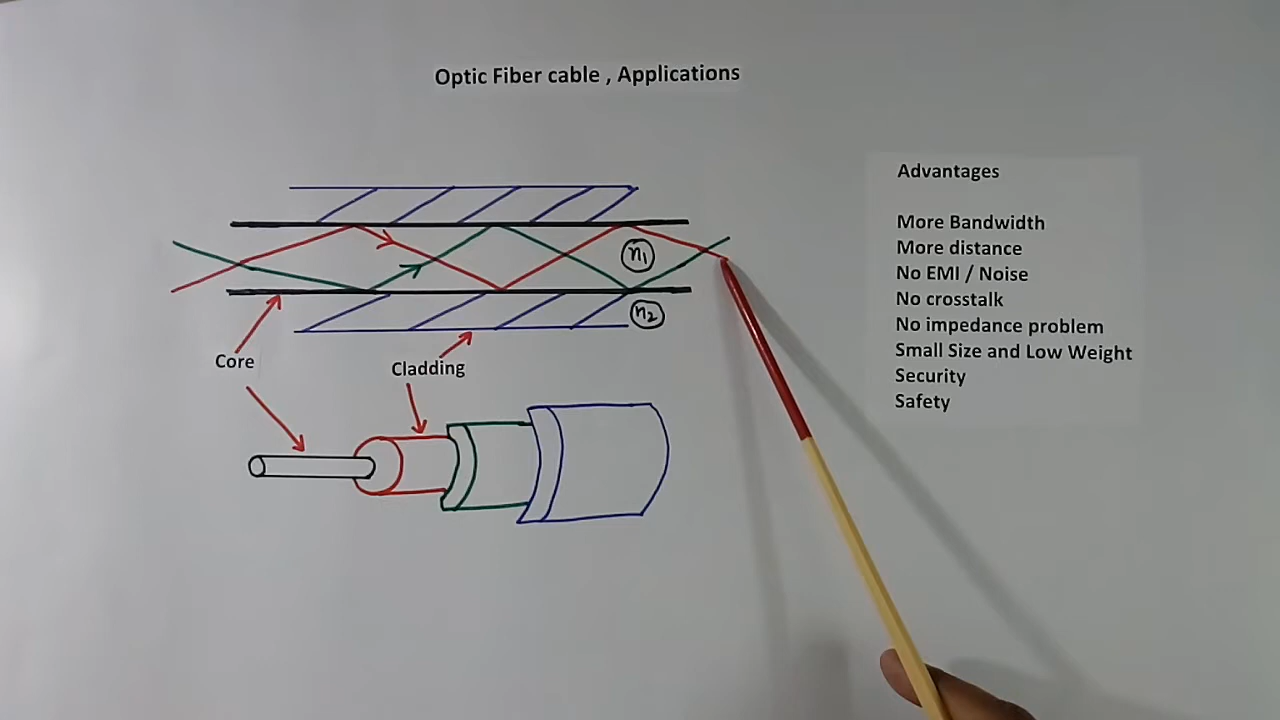 Optic Fiber cable , Applications
Advantages
More Bandwidth
More distance
No EMI / Noise
No crosstalk
No impedance problem
Small Size and Low Weight
Security
Safety
n₁
n₂
Core
Cladding